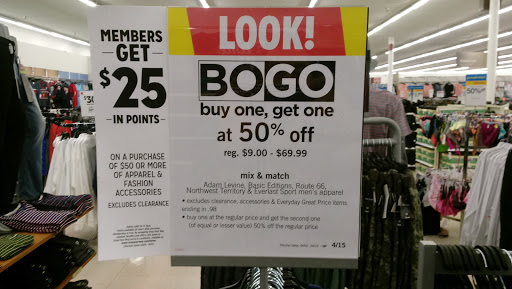 MEMBERS
GET
$25
IN POINTS
ON A PURCHASE
OF $50 OR MORE
OF APPAREL &
FASHION
ACCESSORIES
EXCLUDES CLEARANCE
LOOK!
BOGO
buy one, get one
at 50% off
reg. $9.00 - $69.99
mix & match
Adam Levine, Basic Editions, Route 66,
Northwest Territory & Everlast Sport men's apparel
• excludes clearance, accessories & Everyday Great Price items
ending in .98
• buy one at the regular price and get the second one
(of equal or lesser value) 50% off the regular price
4/15
$30
50%